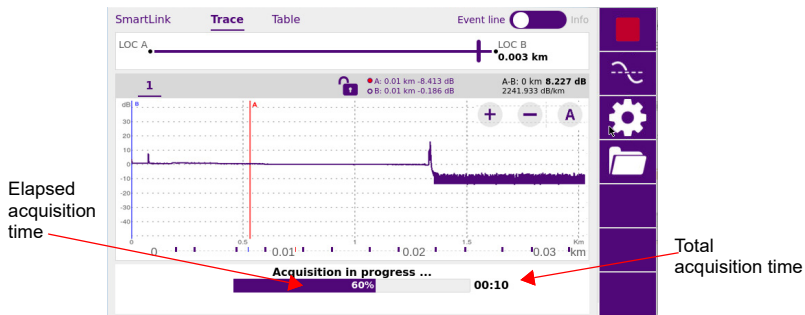 SmartLink Trace Table Event line Info
LOC A LOC B
0.003 km
1 A: 0.01 km -8.413 dB A-B: 0 km 8.227 dB
B: 0.01 km -0.186 dB 2241.933 dB/km
dB B A
30
20
10
0
-10
-20
-30
-40
+ − A
0 0.5 1 1.5 Km
0 0.01 0.02 0.03 km
Acquisition in progress ...
60% 00:10
Elapsed
acquisition
time
Total
acquisition time